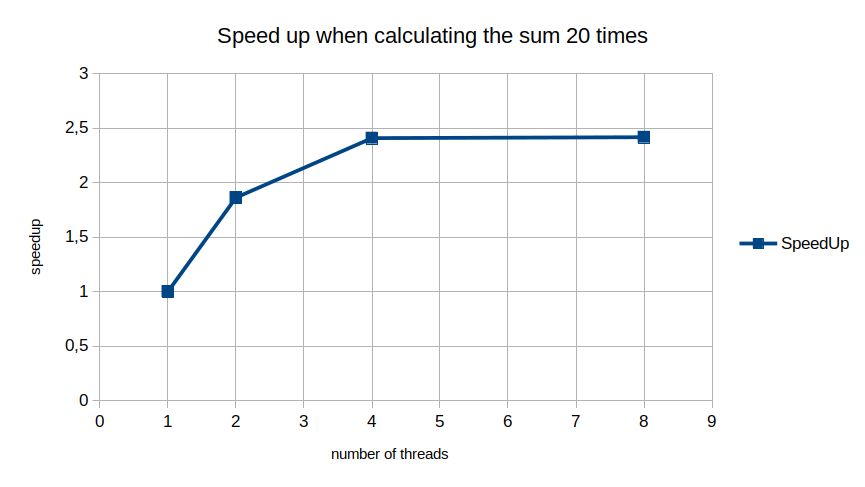 Speed up when calculating the sum 20 times
3
2,5
2
1,5
1
0,5
0
0 1 2 3 4 5 6 7 8 9
speedup
number of threads
SpeedUp